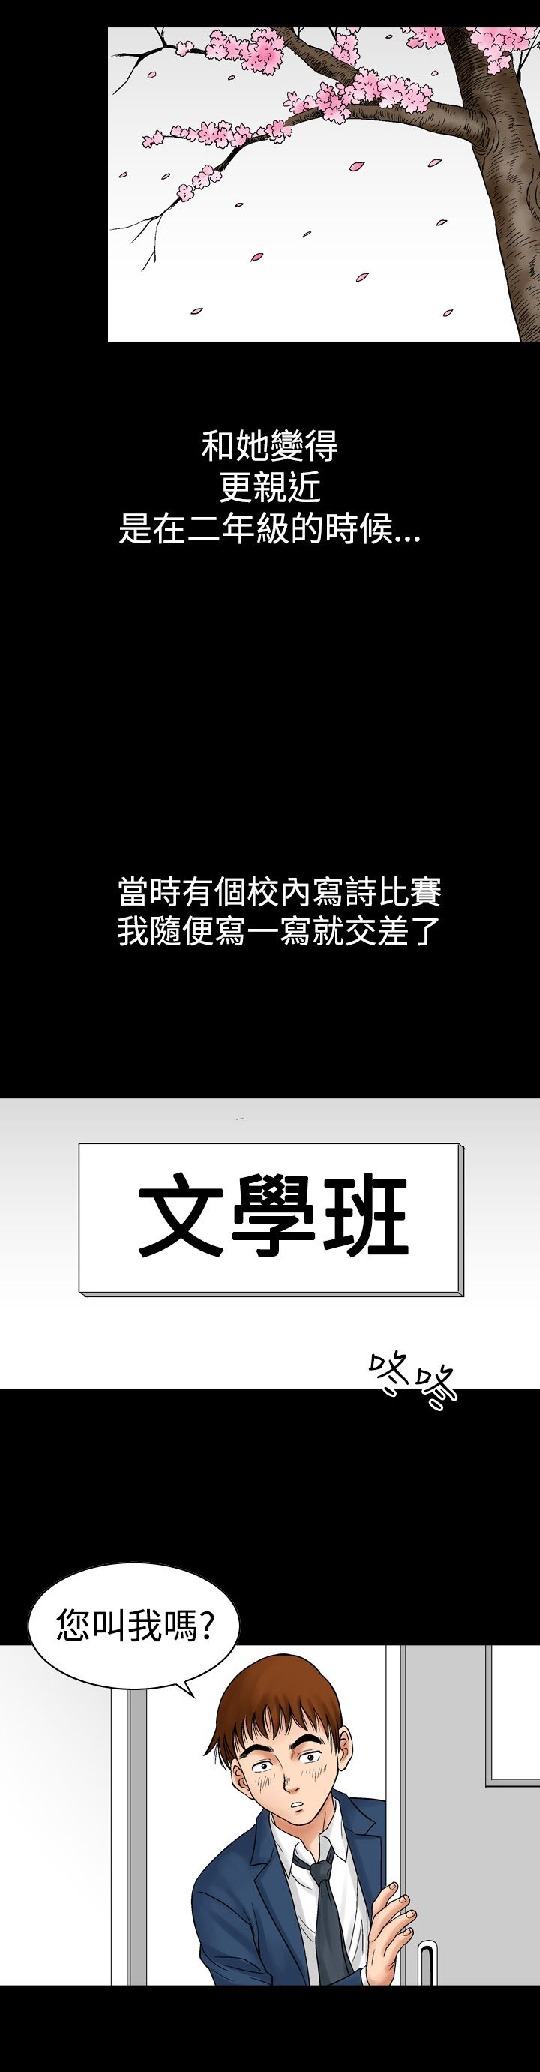 和她變得
更親近
是在二年級的時候...
當時有個校內寫詩比賽
我隨便寫一寫就交差了
文學班
咚咚
您叫我嗎?